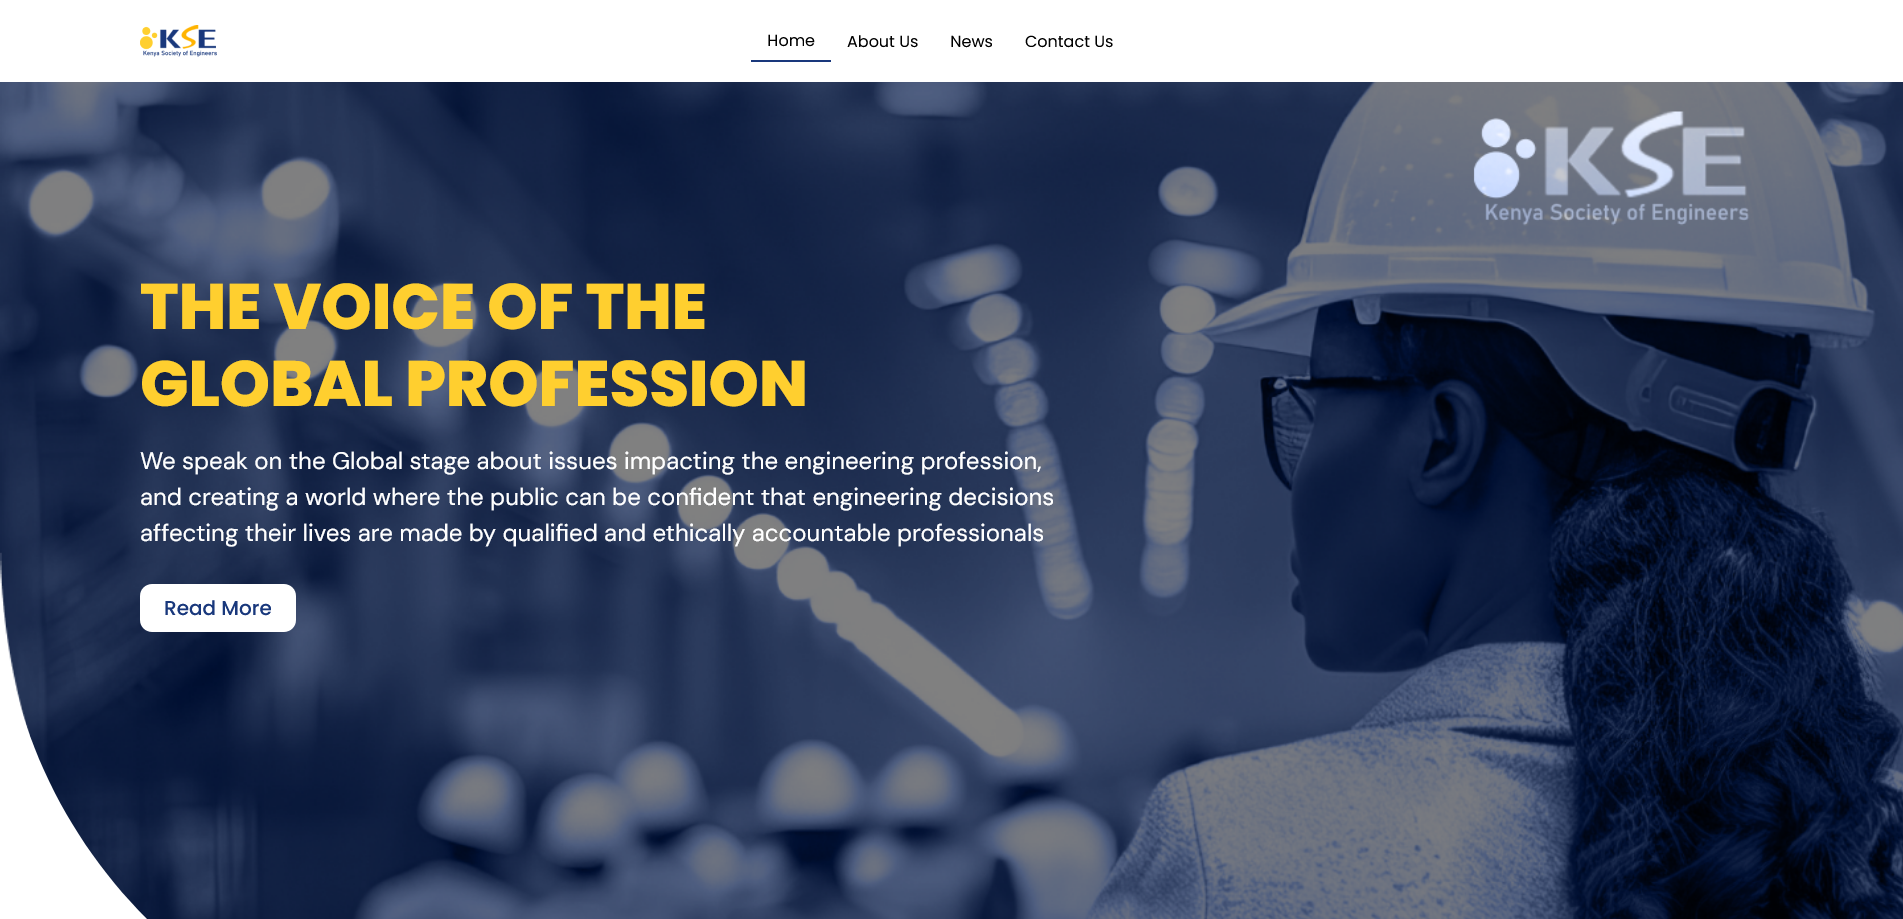 KSE
Kenya Society of Engineers
Home
About Us
News
Contact Us
KSE
Kenya Society of Engineers
THE VOICE OF THE
GLOBAL PROFESSION
We speak on the Global stage about issues impacting the engineering profession,
and creating a world where the public can be confident that engineering decisions
affecting their lives are made by qualified and ethically accountable professionals
Read More